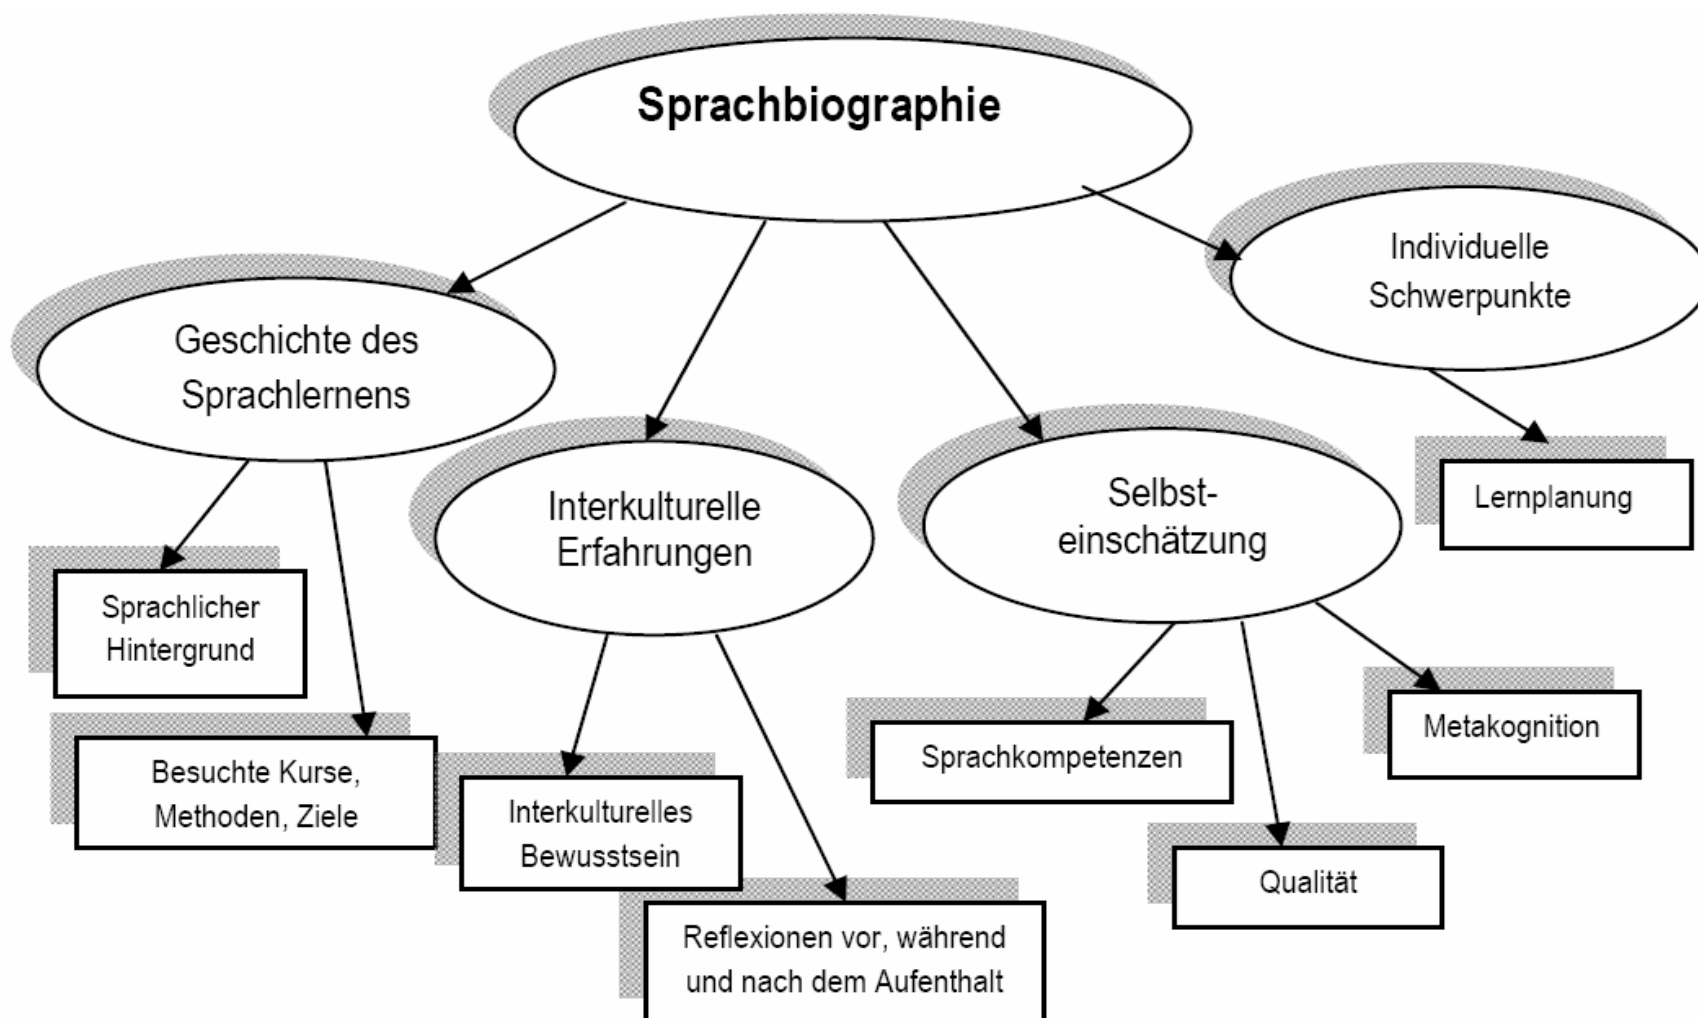 Sprachbiographie
Individuelle
Schwerpunkte
Geschichte des
Sprachlernens
Interkulturelle
Erfahrungen
Selbst-
einschätzung
Lernplanung
Sprachlicher
Hintergrund
Besuchte Kurse,
Methoden, Ziele
Interkulturelles
Bewusstsein
Reflexionen vor, während
und nach dem Aufenthalt
Sprachkompetenzen
Qualität
Metakognition